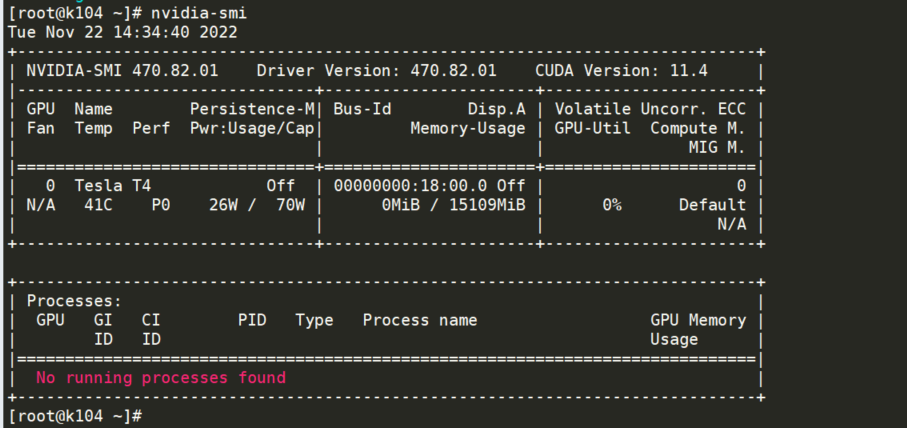 [root@k104 ~]# nvidia-smi
Tue Nov 22 14:34:40 2022
+-----------------------------------------------------------------------------+
| NVIDIA-SMI 470.82.01    Driver Version: 470.82.01    CUDA Version: 11.4     |
|-------------------------------+----------------------+----------------------+
| GPU  Name        Persistence-M| Bus-Id        Disp.A | Volatile Uncorr. ECC |
| Fan  Temp  Perf  Pwr:Usage/Cap|         Memory-Usage | GPU-Util  Compute M. |
|                               |                      |               MIG M. |
|===============================+======================+======================|
|   0  Tesla T4            Off  | 00000000:18:00.0 Off |                    0 |
| N/A   41C    P0    26W /  70W |      0MiB / 15109MiB |      0%      Default |
|                               |                      |                  N/A |
+-------------------------------+----------------------+----------------------+

+-----------------------------------------------------------------------------+
| Processes:                                                                  |
|  GPU   GI   CI        PID   Type   Process name                  GPU Memory |
|        ID   ID                                                   Usage      |
|=============================================================================|
|  No running processes found                                                 |
+-----------------------------------------------------------------------------+
[root@k104 ~]#